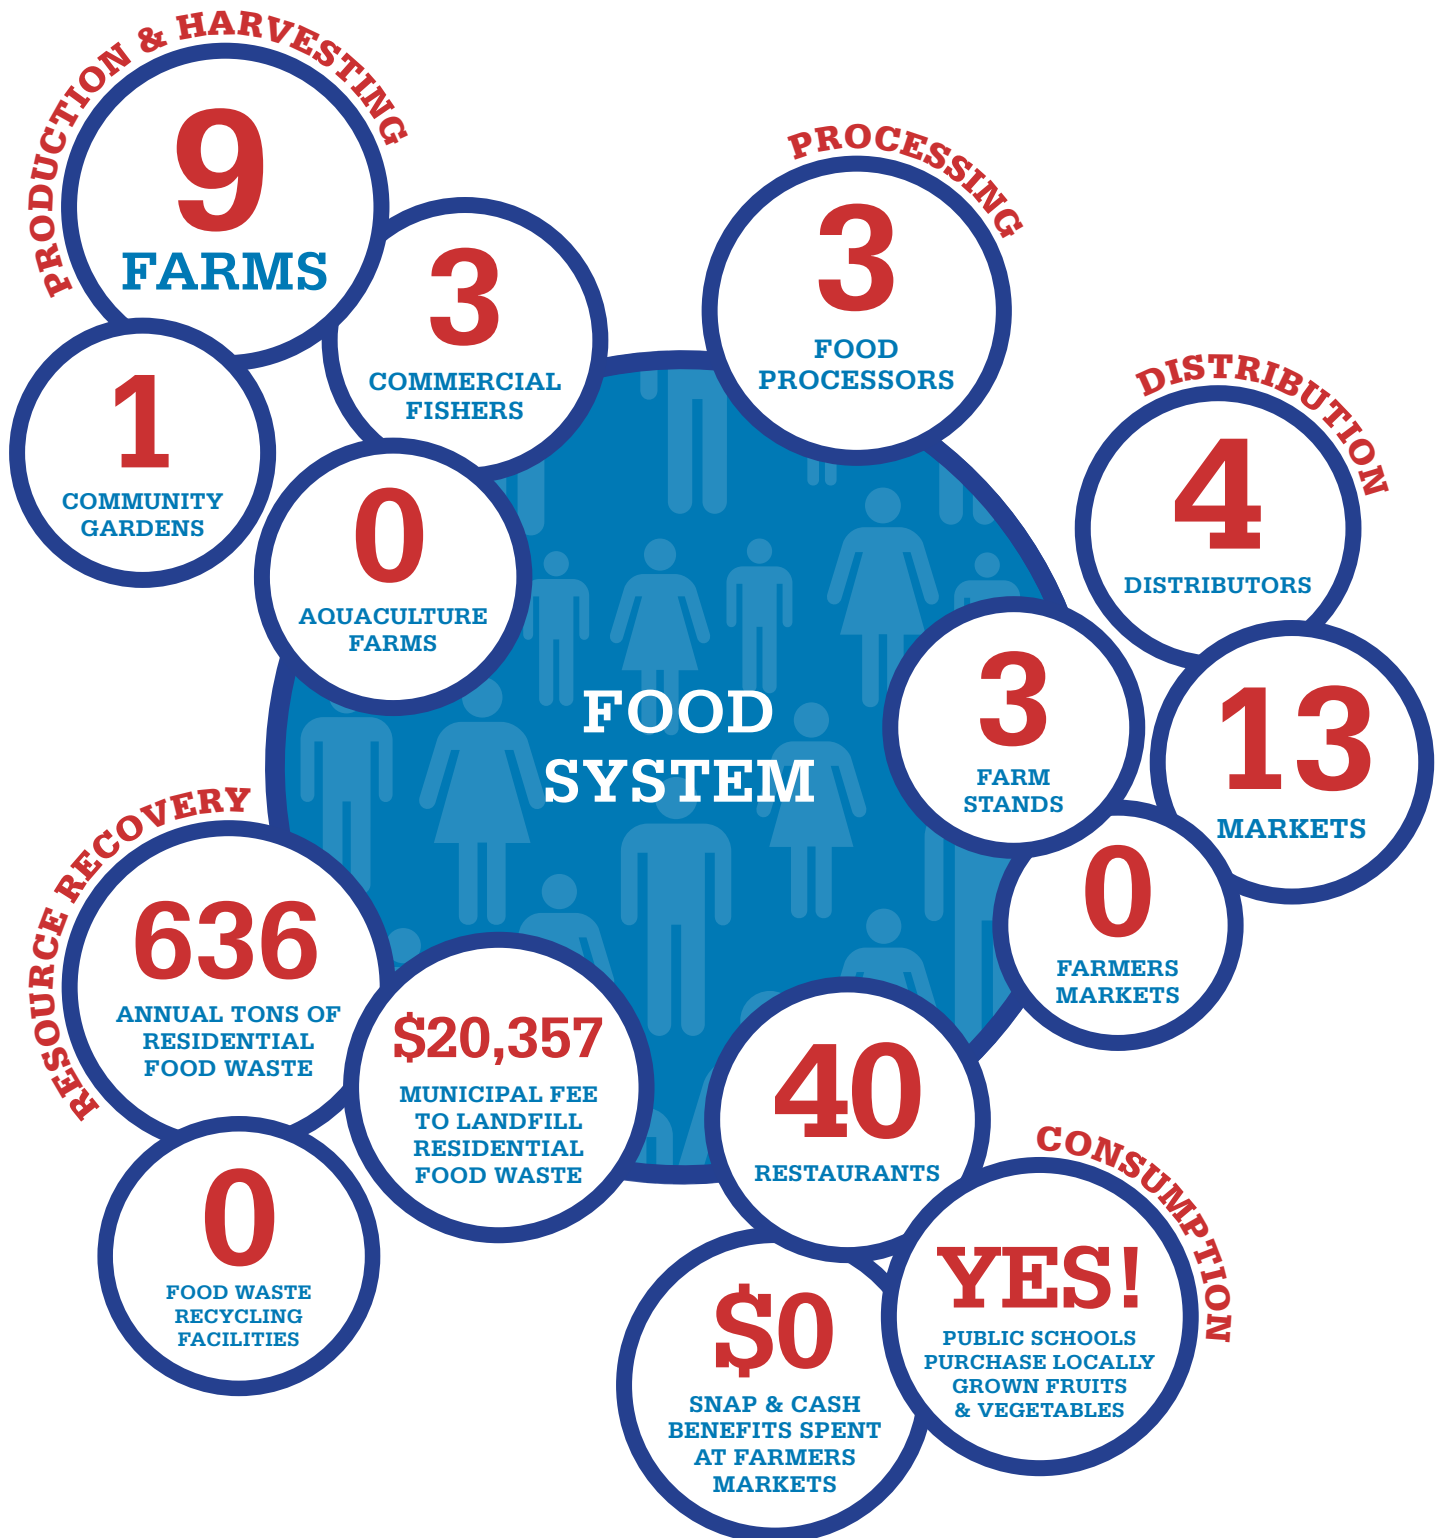 PRODUCTION & HARVESTING
9
FARMS
3
COMMERCIAL
FISHERS
1
COMMUNITY
GARDENS
0
AQUACULTURE
FARMS
PROCESSING
3
FOOD
PROCESSORS
DISTRIBUTION
4
DISTRIBUTORS
3
FARM
STANDS
13
MARKETS
0
FARMERS
MARKETS
FOOD
SYSTEM
RESOURCE RECOVERY
636
ANNUAL TONS OF
RESIDENTIAL
FOOD WASTE
$20,357
MUNICIPAL FEE
TO LANDFILL
RESIDENTIAL
FOOD WASTE
0
FOOD WASTE
RECYCLING
FACILITIES
CONSUMPTION
40
RESTAURANTS
YES!
PUBLIC SCHOOLS
PURCHASE LOCALLY
GROWN FRUITS
& VEGETABLES
$0
SNAP & CASH
BENEFITS SPENT
AT FARMERS
MARKETS